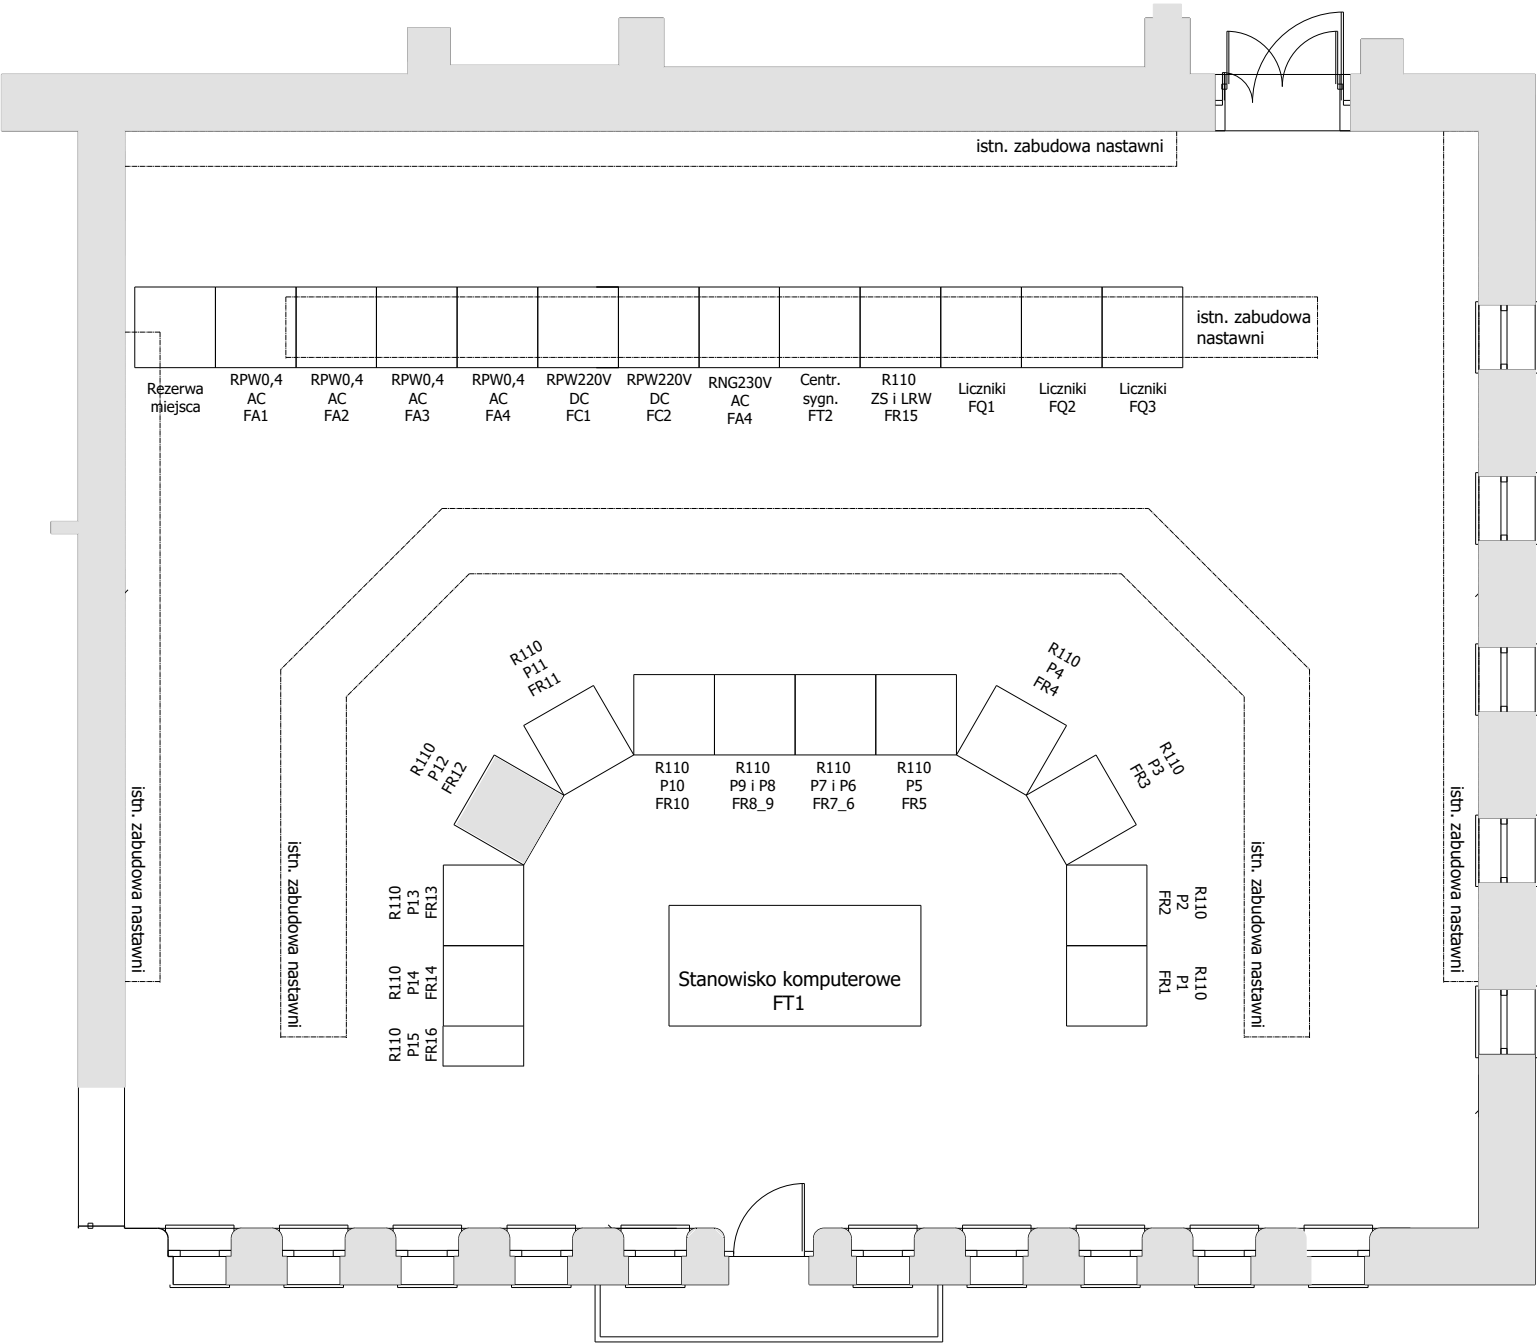 istn. zabudowa nastawni
istn. zabudowa
nastawni
Rezerwa
miejsca
RPW0,4
AC
FA1
RPW0,4
AC
FA2
RPW0,4
AC
FA3
RPW0,4
AC
FA4
RPW220V
DC
FC1
RPW220V
DC
FC2
RNG230V
AC
FA4
Centr.
sygn.
FT2
R110
ZS i LRW
FR15
Liczniki
FQ1
Liczniki
FQ2
Liczniki
FQ3
R110
P11
FR11
R110
P4
FR4
R110
P12
FR12
R110
P3
FR3
R110
P10
FR10
R110
P9 i P8
FR8_9
R110
P7 i P6
FR7_6
R110
P5
FR5
istn. zabudowa nastawni
istn. zabudowa nastawni
istn. zabudowa nastawni
istn. zabudowa nastawni
R110
P13
FR13
R110
P2
FR2
R110
P14
FR14
Stanowisko komputerowe
FT1
R110
P1
FR1
R110
P15
FR16